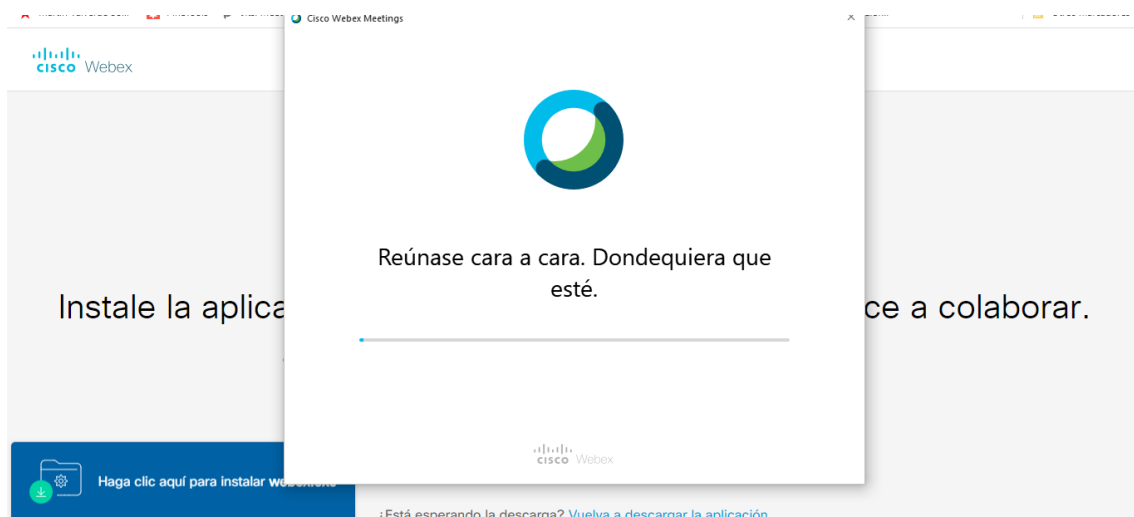 Cisco Webex Meetings
CISCO Webex
Reúnase cara a cara. Dondequiera que
esté.
Instale la aplica
ce a colaborar.
CISCO Webex
Haga clic aquí para instalar
¿Está esperando la descarga? Vuelva a descargar la aplicación